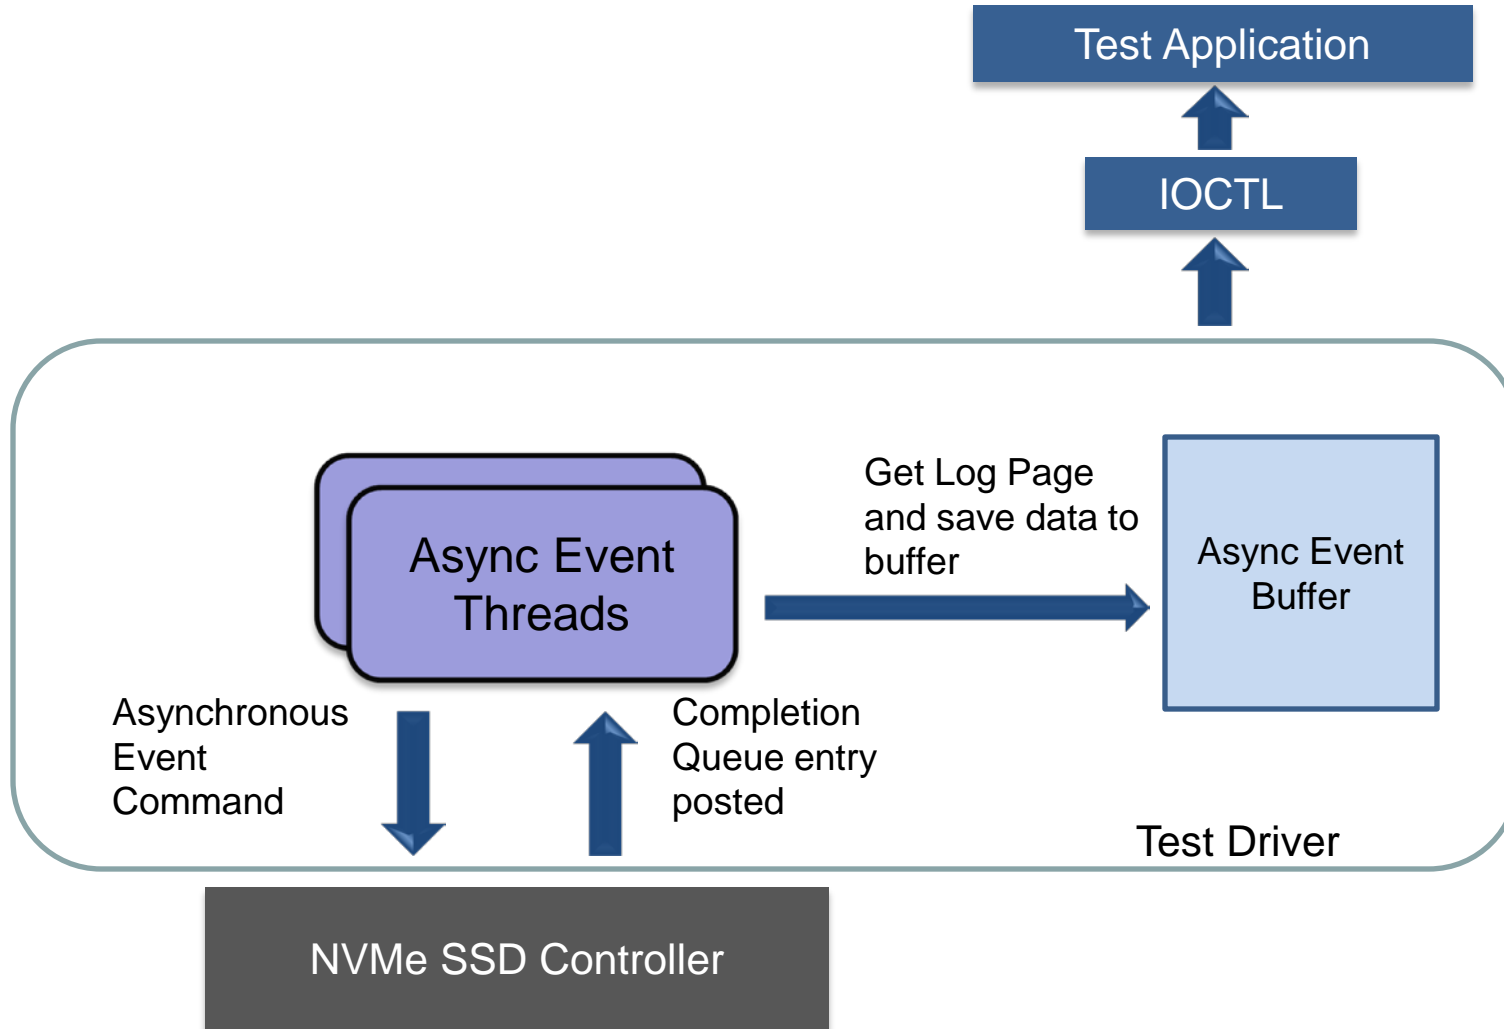 Test Application
IOCTL
Get Log Page
and save data to
buffer
Async Event
Threads
Async Event
Buffer
Asynchronous
Event
Command
Completion
Queue entry
posted
Test Driver
NVMe SSD Controller